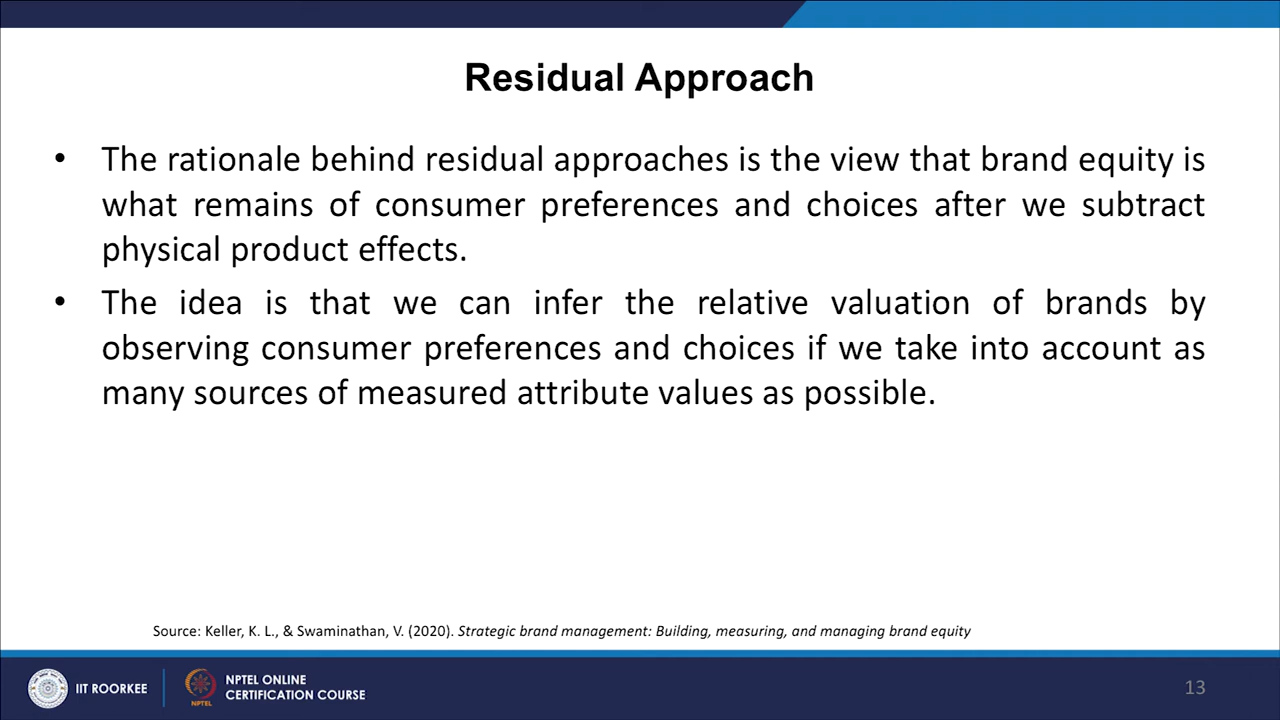 Residual Approach
• The rationale behind residual approaches is the view that brand equity is
what remains of consumer preferences and choices after we subtract
physical product effects.
• The idea is that we can infer the relative valuation of brands by
observing consumer preferences and choices if we take into account as
many sources of measured attribute values as possible.
Source: Keller, K. L., & Swaminathan, V. (2020). Strategic brand management: Building, measuring, and managing brand equity
IIT ROORKEE
NPTEL
NPTEL ONLINE
CERTIFICATION COURSE
13